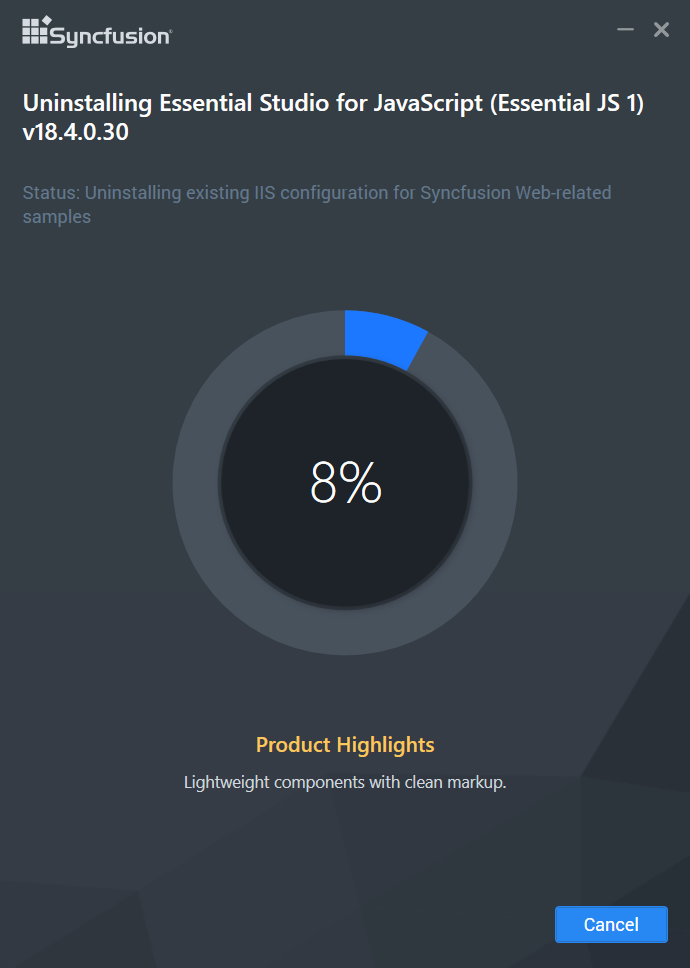 Syncfusion®
Uninstalling Essential Studio for JavaScript (Essential JS 1)
v18.4.0.30
Status: Uninstalling existing IIS configuration for Syncfusion Web-related
samples
8%
Product Highlights
Lightweight components with clean markup.
Cancel